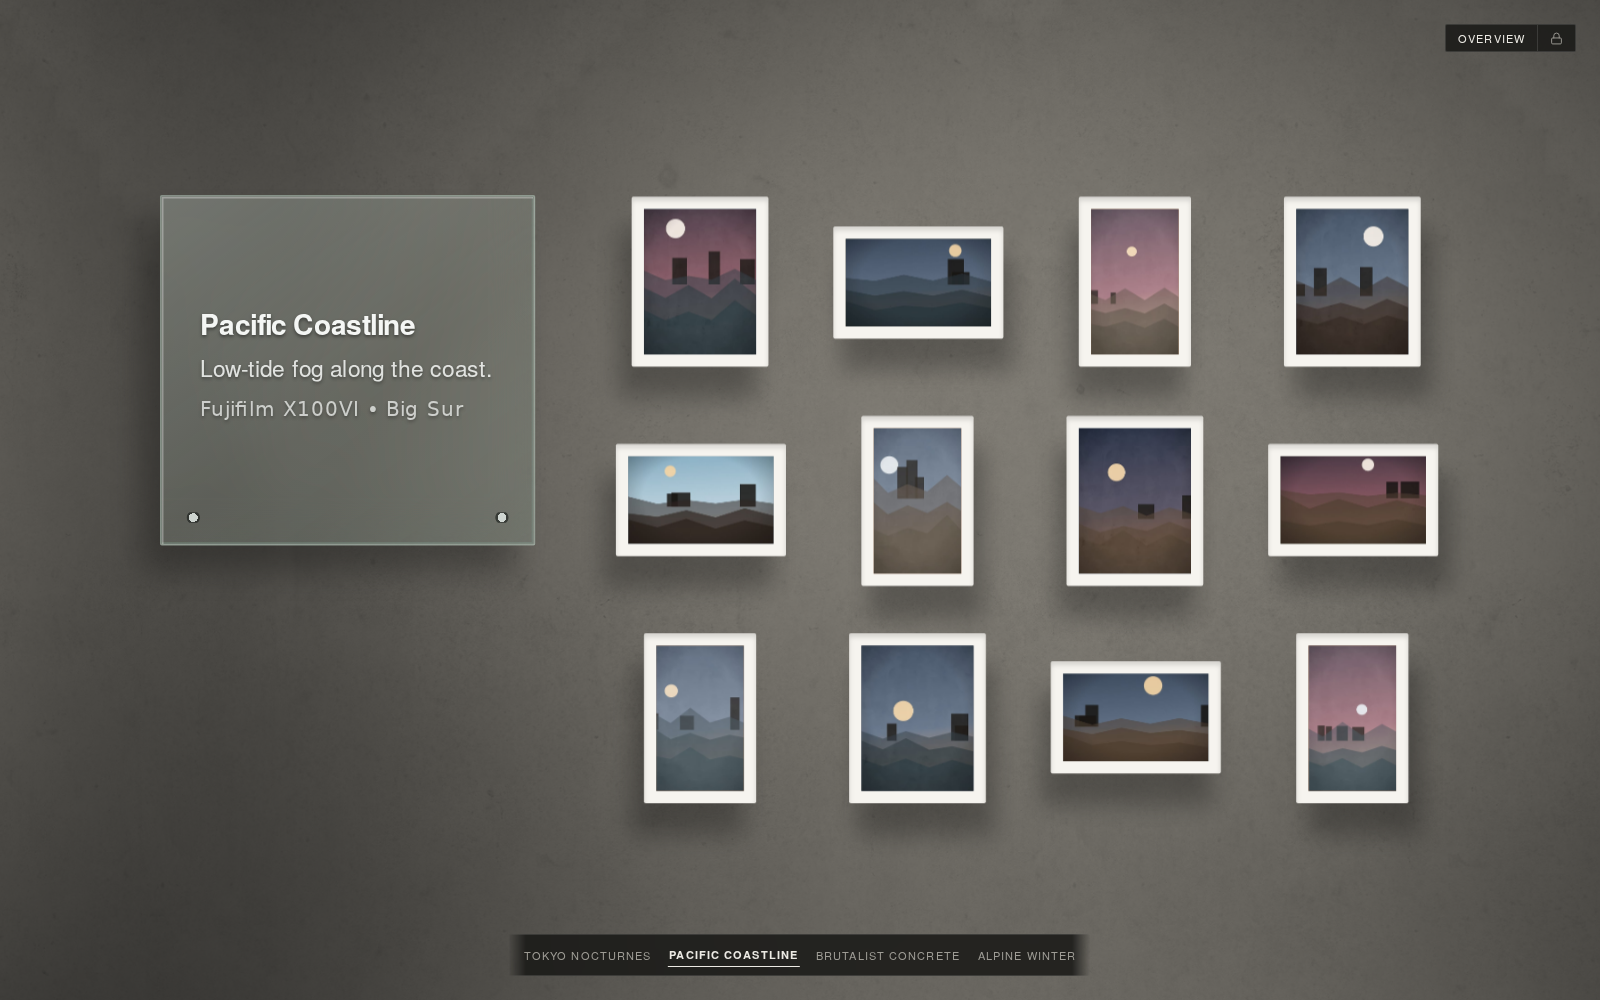 OVERVIEW
Pacific Coastline
Low-tide fog along the coast.
Fujifilm X100VI • Big Sur
TOKYO NOCTURNES
PACIFIC COASTLINE
BRUTALIST CONCRETE
ALPINE WINTER